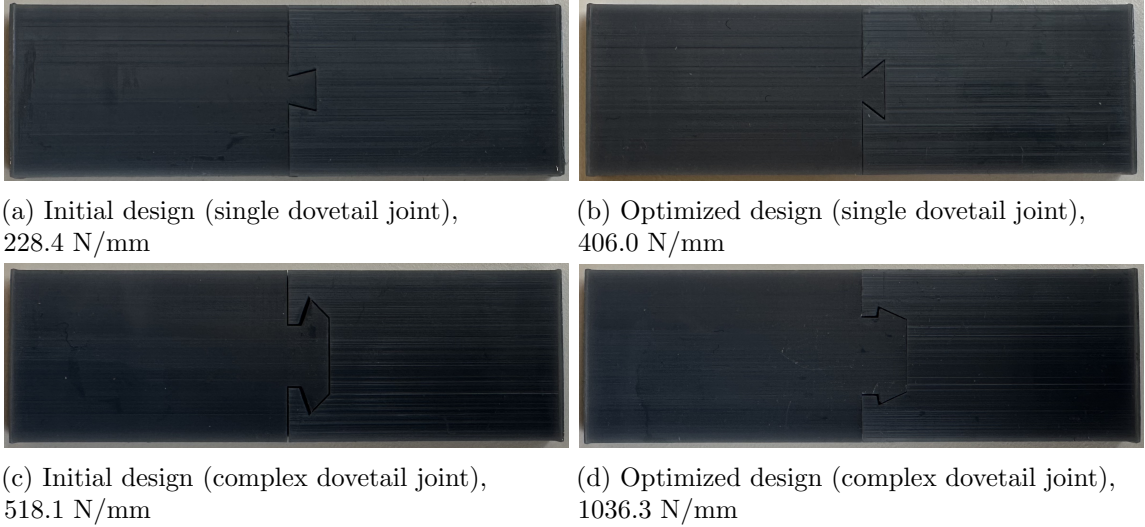 (a) Initial design (single dovetail joint),
228.4 N/mm
(b) Optimized design (single dovetail joint),
406.0 N/mm
(c) Initial design (complex dovetail joint),
518.1 N/mm
(d) Optimized design (complex dovetail joint),
1036.3 N/mm